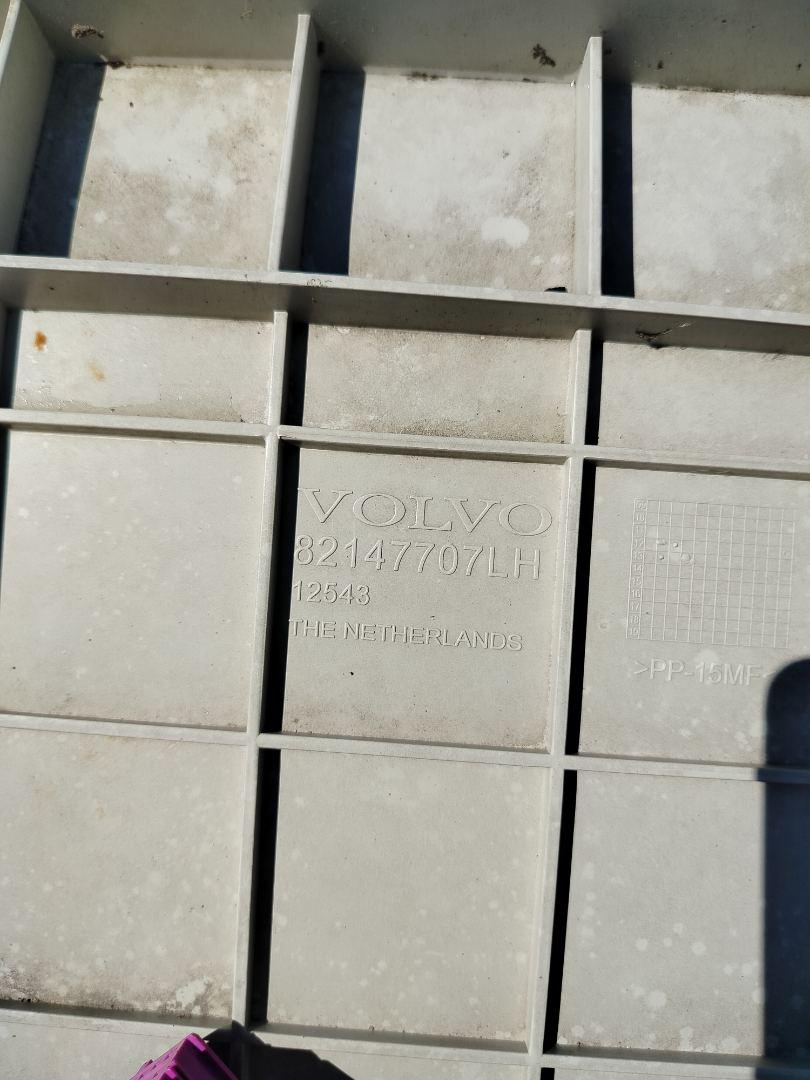 VOLVO
82147707LH
12543
THE NETHERLANDS
>PP-15MF<